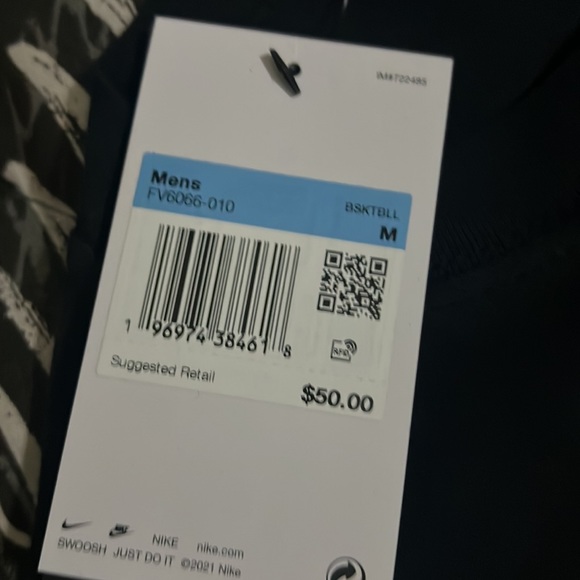 Mens
FV6066-010
BSKTBLL
M
1 96974 38461 8
RFID
Suggested Retail
$50.00
NIKE nike.com
SWOOSH JUST DO IT ©2021 Nike